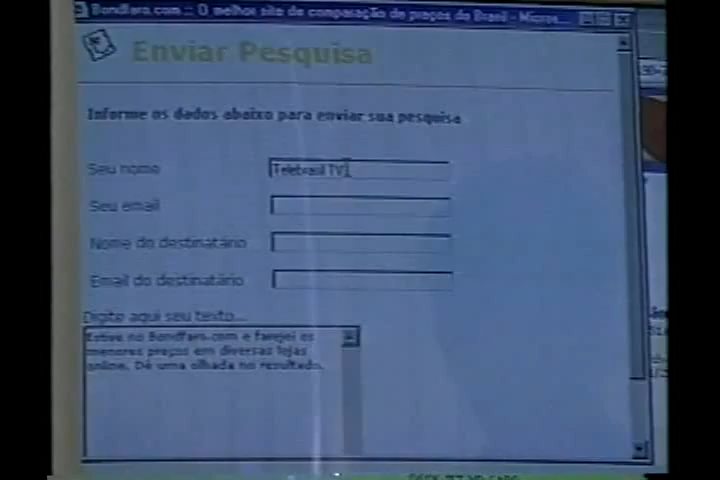 Bondfaro.com :: O melhor site de comparação de preços do Brasil - Micros...
Enviar Pesquisa
Informe os dados abaixo para enviar sua pesquisa
Seu nome
Telebrasil TV
Seu email
Nome do destinatário
Email do destinatário
Digite aqui seu texto...
Estive no Bondfaro.com e farejei os
menores preços em diversas lojas
online. Dê uma olhada no resultado.